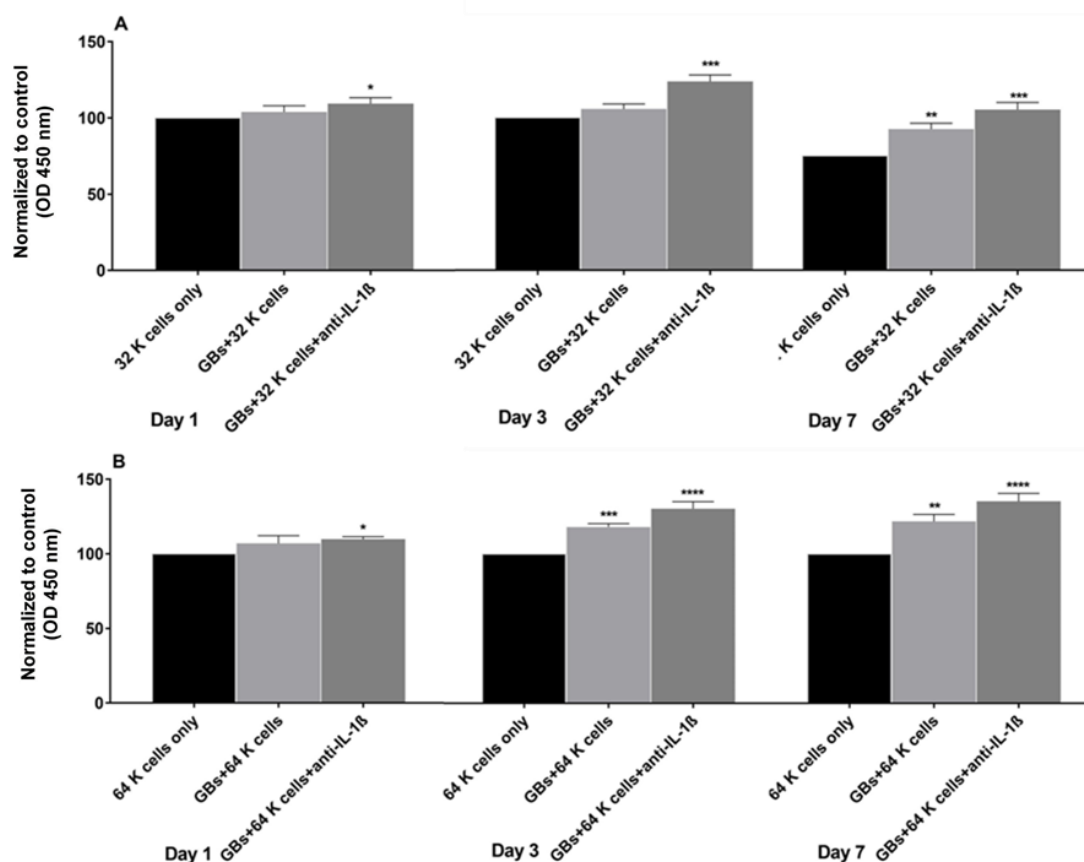 A
Normalized to control
(OD 450 nm)
150
100
50
0
*
***
**
***
32 K cells only
GBs+32 K cells
GBs+32 K cells+anti-IL-1ß
32 K cells only
GBs+32 K cells
GBs+32 K cells+anti-IL-1ß
. K cells only
GBs+32 K cells
GBs+32 K cells+anti-IL-1ß
Day 1
Day 3
Day 7
B
Normalized to control
(OD 450 nm)
150
100
50
0
*
***
****
**
****
64 K cells only
GBs+64 K cells
GBs+64 K cells+anti-IL-1ß
64 K cells only
GBs+64 K cells
GBs+64 K cells+anti-IL-1ß
64 K cells only
GBs+64 K cells
GBs+64 K cells+anti-IL-1ß
Day 1
Day 3
Day 7